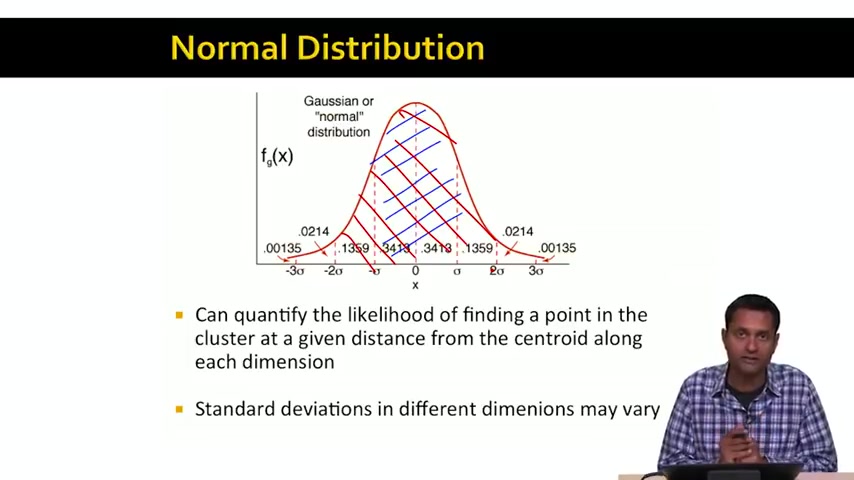 Normal Distribution
Gaussian or
"normal"
distribution
fg(x)
.0214
.0214
.00135
.1359
.3413
.3413
.1359
.00135
-3σ
-2σ
-σ
0
σ
2σ
3σ
x
Can quantify the likelihood of finding a point in the
cluster at a given distance from the centroid along
each dimension
Standard deviations in different dimenions may vary